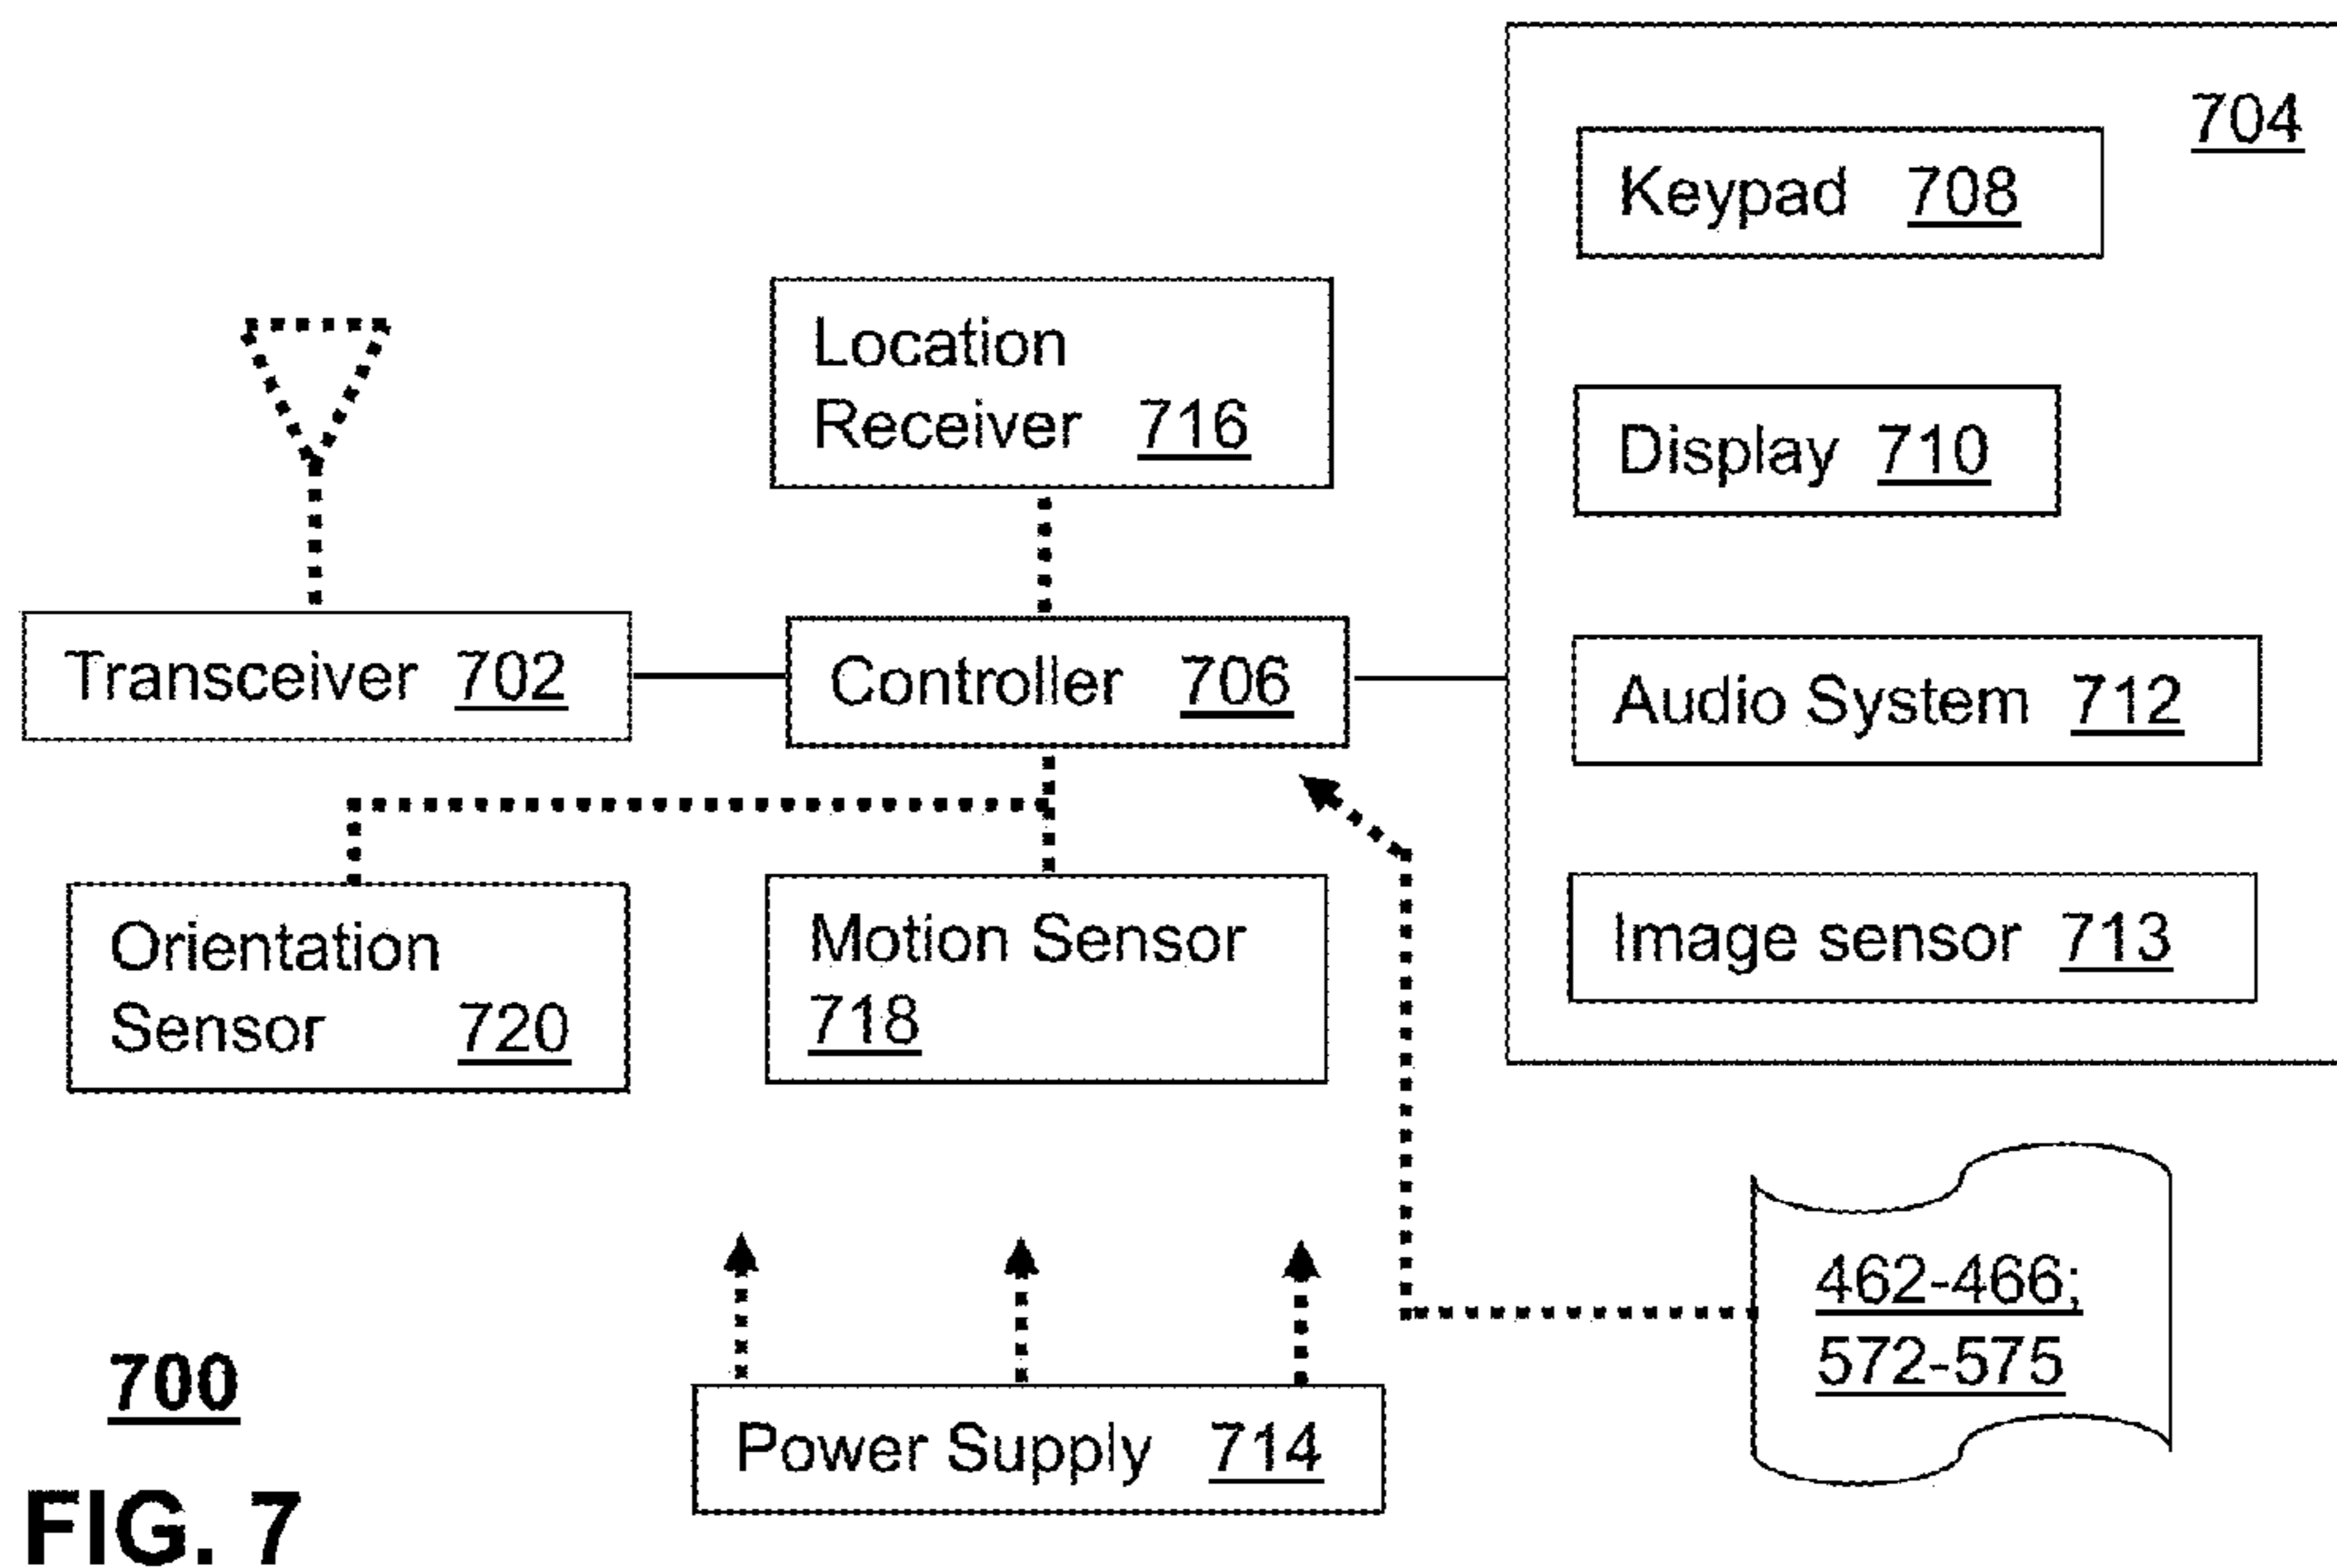 704
Keypad 708
Location
Receiver 716
Display 710
Transceiver 702
Controller 706
Audio System 712
Orientation
Sensor 720
Motion Sensor
718
Image sensor 713
462-466;
572-575
Power Supply 714
700
FIG. 7